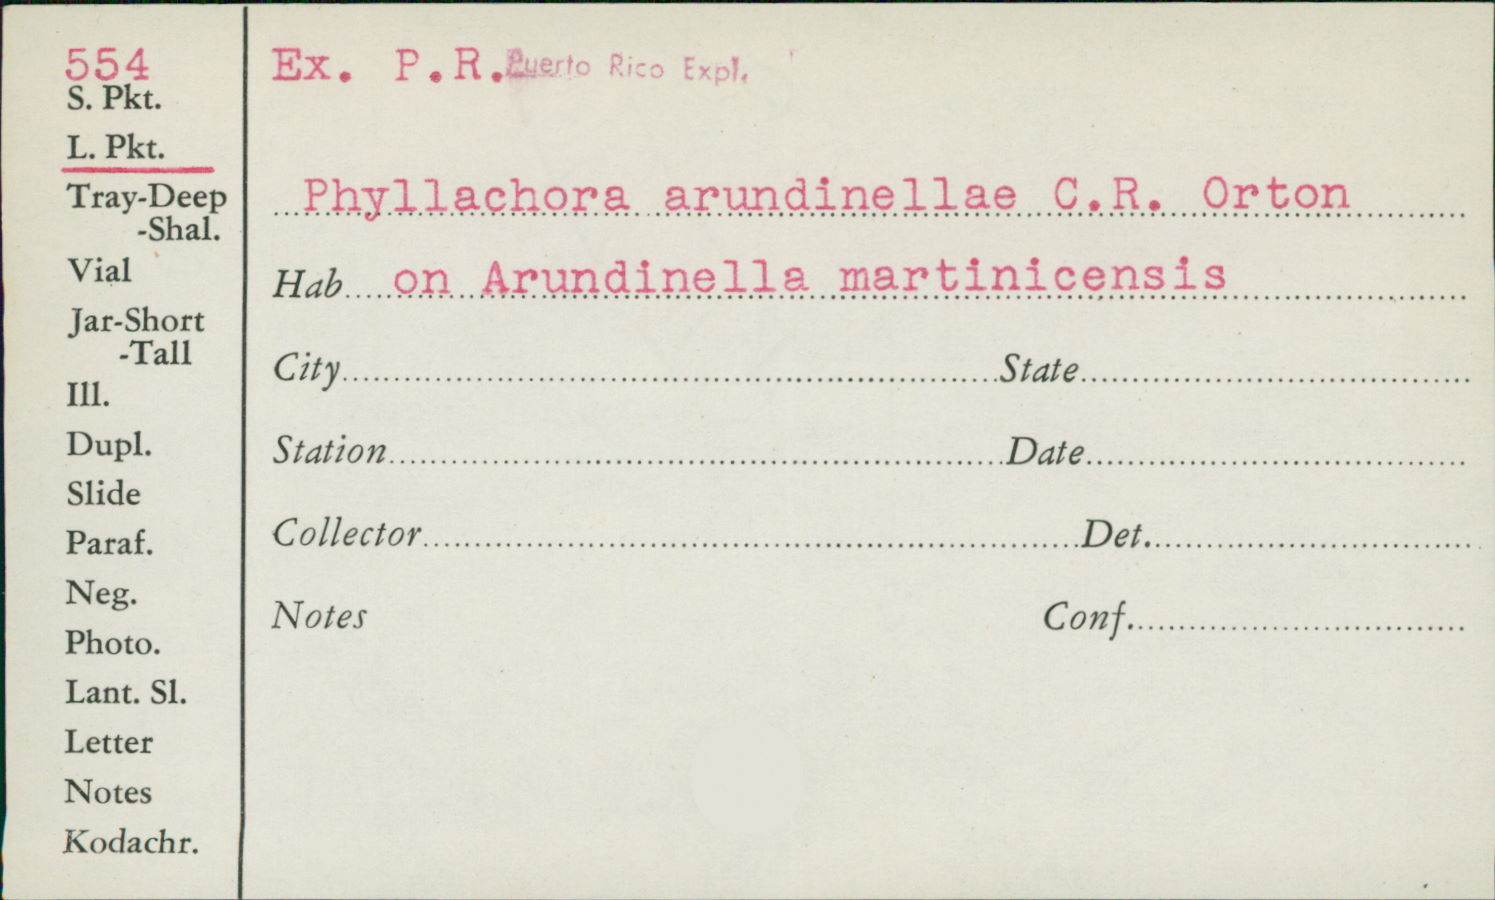 554
S. Pkt.
L. Pkt.
Tray-Deep
-Shal.
Vial
Jar-Short
-Tall
Ill.
Dupl.
Slide
Paraf.
Neg.
Photo.
Lant. Sl.
Letter
Notes
Kodachr.
Ex. P.R. Puerto Rico Expl.
Phyllachora arundinellae C.R. Orton
Hab on Arundinella martinicensis
City State
Station Date
Collector Det.
Notes Conf.